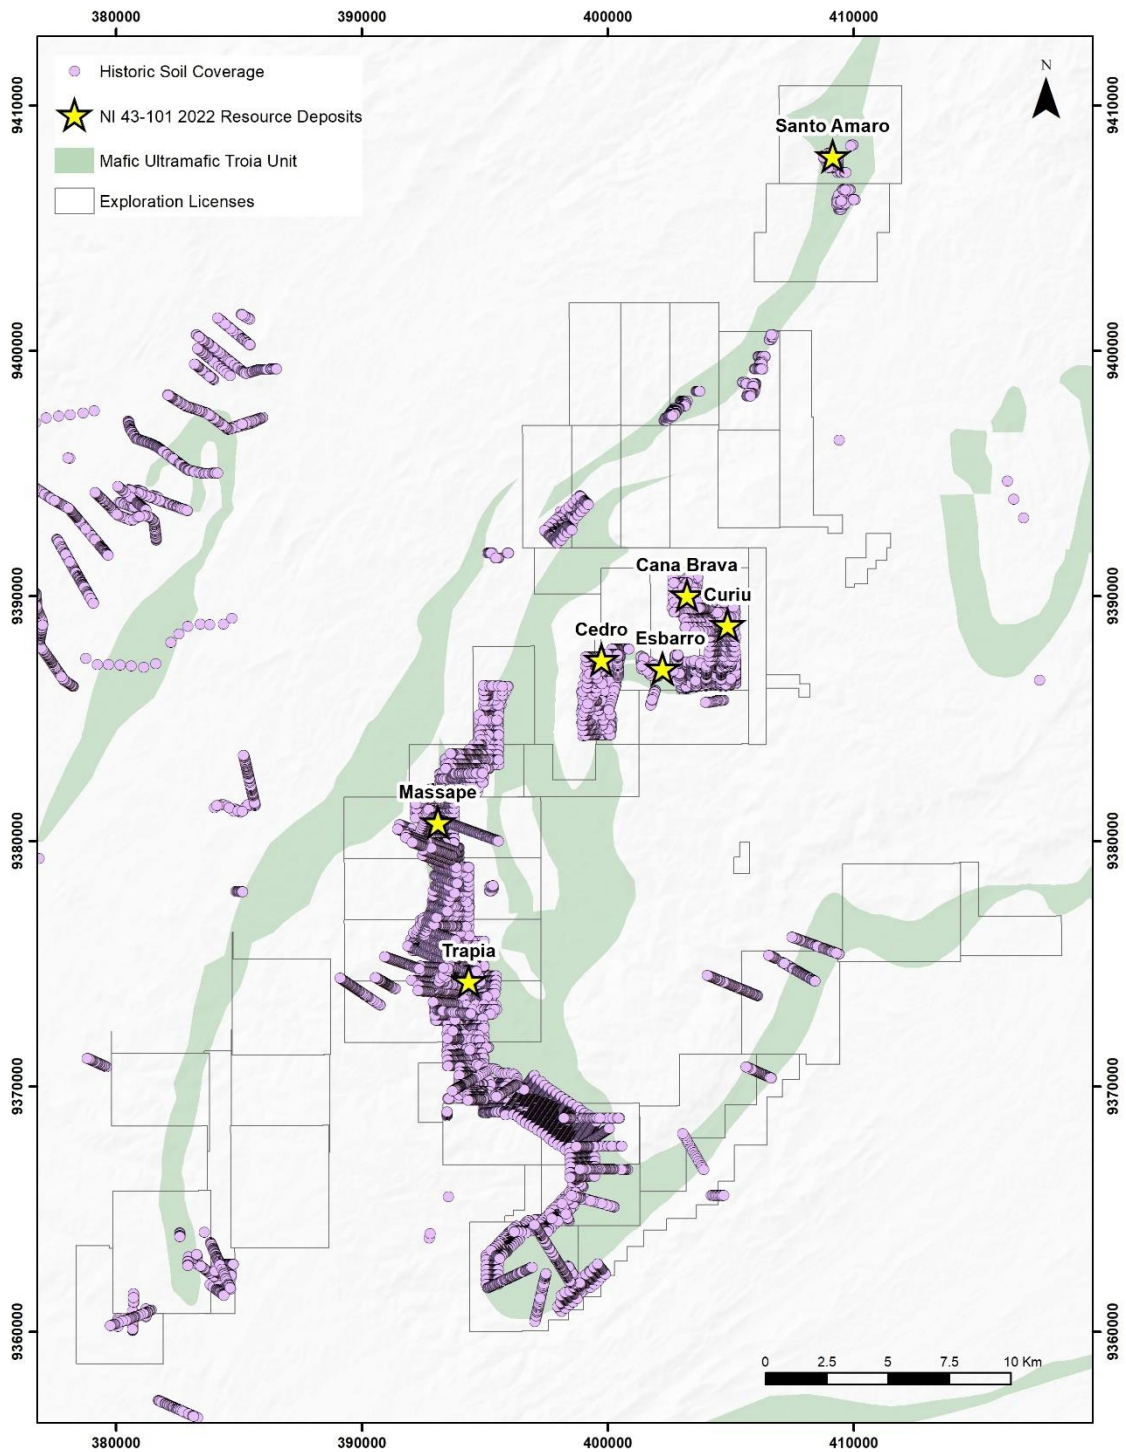 380000 390000 400000 410000
Historic Soil Coverage
NI 43-101 2022 Resource Deposits
Mafic Ultramafic Troia Unit
Exploration Licenses
N
9410000 9410000
Santo Amaro
9400000 9400000
Cana Brava
9390000 Curiu 9390000
Cedro Esbarro
Massape
9380000 9380000
Trapia
9370000 9370000
9360000 9360000
0 2.5 5 7.5 10 Km
380000 390000 400000 410000